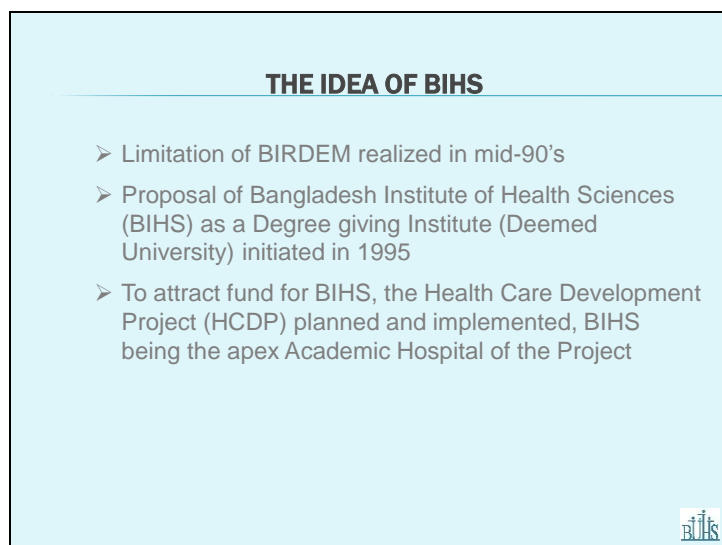 THE IDEA OF BIHS
➢ Limitation of BIRDEM realized in mid-90’s
➢ Proposal of Bangladesh Institute of Health Sciences
(BIHS) as a Degree giving Institute (Deemed
University) initiated in 1995
➢ To attract fund for BIHS, the Health Care Development
Project (HCDP) planned and implemented, BIHS
being the apex Academic Hospital of the Project
BUHS